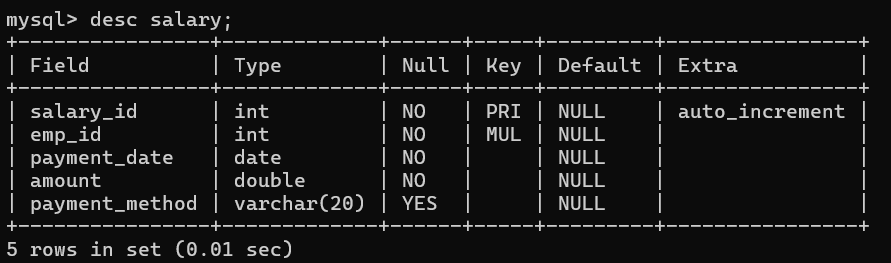 mysql> desc salary;
+----------------+-------------+------+-----+---------+----------------+
| Field          | Type        | Null | Key | Default | Extra          |
+----------------+-------------+------+-----+---------+----------------+
| salary_id      | int         | NO   | PRI | NULL    | auto_increment |
| emp_id         | int         | NO   | MUL | NULL    |                |
| payment_date   | date        | NO   |     | NULL    |                |
| amount         | double      | NO   |     | NULL    |                |
| payment_method | varchar(20) | YES  |     | NULL    |                |
+----------------+-------------+------+-----+---------+----------------+
5 rows in set (0.01 sec)